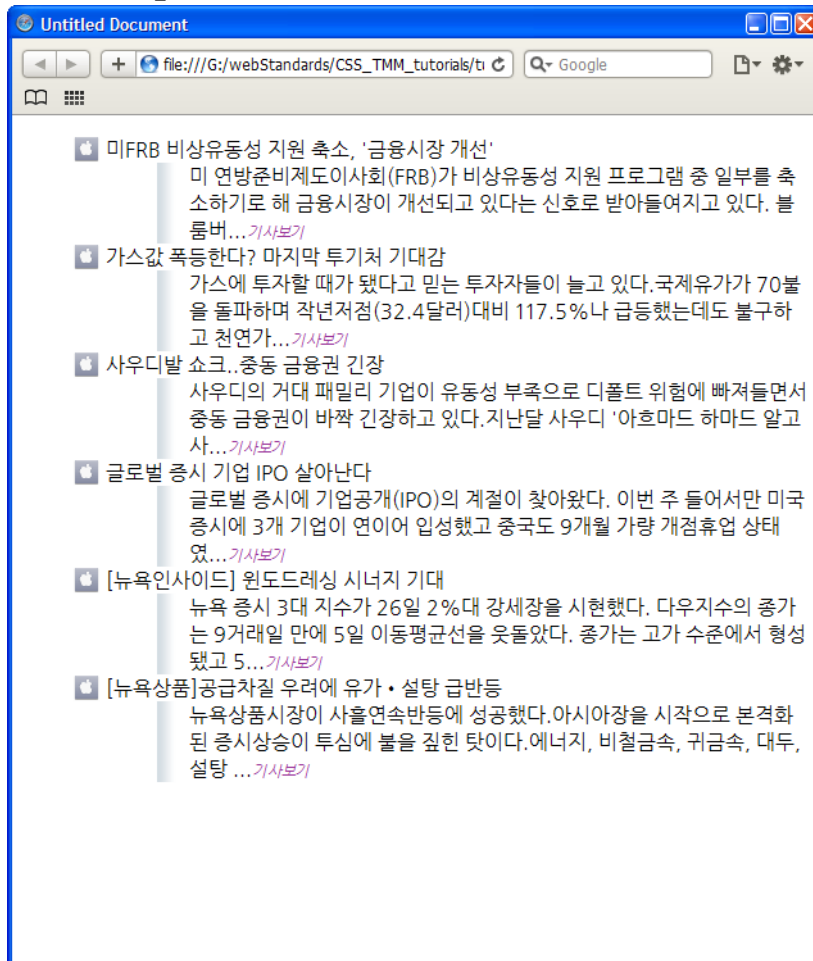 Untitled Document
file:///G:/webStandards/CSS_TMM_tutorials/tu
Google
미FRB 비상유동성 지원 축소, '금융시장 개선'
미 연방준비제도이사회(FRB)가 비상유동성 지원 프로그램 중 일부를 축
소하기로 해 금융시장이 개선되고 있다는 신호로 받아들여지고 있다. 블
룸버...기사보기
가스값 폭등한다? 마지막 투기처 기대감
가스에 투자할 때가 됐다고 믿는 투자자들이 늘고 있다.국제유가가 70불
을 돌파하며 작년저점(32.4달러)대비 117.5%나 급등했는데도 불구하
고 천연가...기사보기
사우디발 쇼크..중동 금융권 긴장
사우디의 거대 패밀리 기업이 유동성 부족으로 디폴트 위험에 빠져들면서
중동 금융권이 바짝 긴장하고 있다.지난달 사우디 '아흐마드 하마드 알고
사...기사보기
글로벌 증시 기업 IPO 살아난다
글로벌 증시에 기업공개(IPO)의 계절이 찾아왔다. 이번 주 들어서만 미국
증시에 3개 기업이 연이어 입성했고 중국도 9개월 가량 개점휴업 상태
였...기사보기
[뉴욕인사이드] 윈도드레싱 시너지 기대
뉴욕 증시 3대 지수가 26일 2%대 강세장을 시현했다. 다우지수의 종가
는 9거래일 만에 5일 이동평균선을 웃돌았다. 종가는 고가 수준에서 형성
됐고 5...기사보기
[뉴욕상품]공급차질 우려에 유가•설탕 급반등
뉴욕상품시장이 사흘연속반등에 성공했다.아시아장을 시작으로 본격화
된 증시상승이 투심에 불을 짚힌 탓이다.에너지, 비철금속, 귀금속, 대두,
설탕 ...기사보기